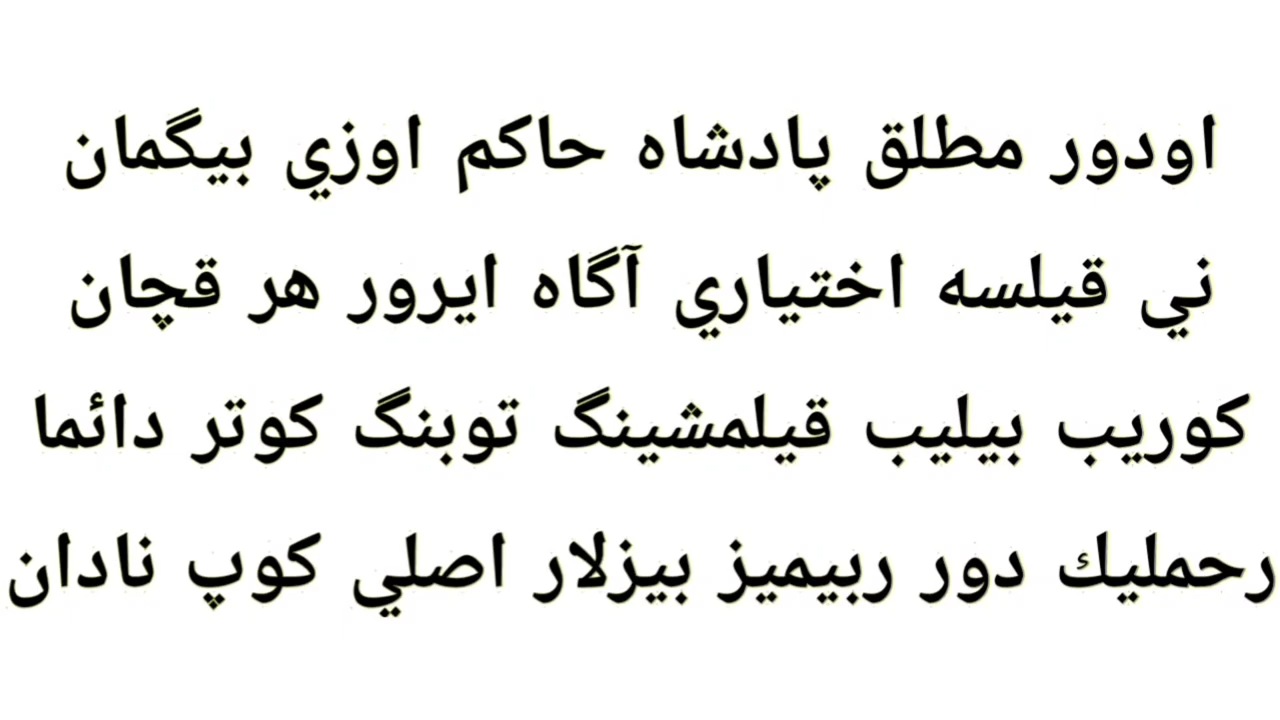 اودور مطلق پادشاه حاكم اوزي بيگمان
ني قيلسه اختياري آگاه ايرور هر قچان
كوريب بيليب قيلمشينگ توبنگ كوتر دائما
رحمليك دور ربيميز بيزلار اصلي كوپ نادان